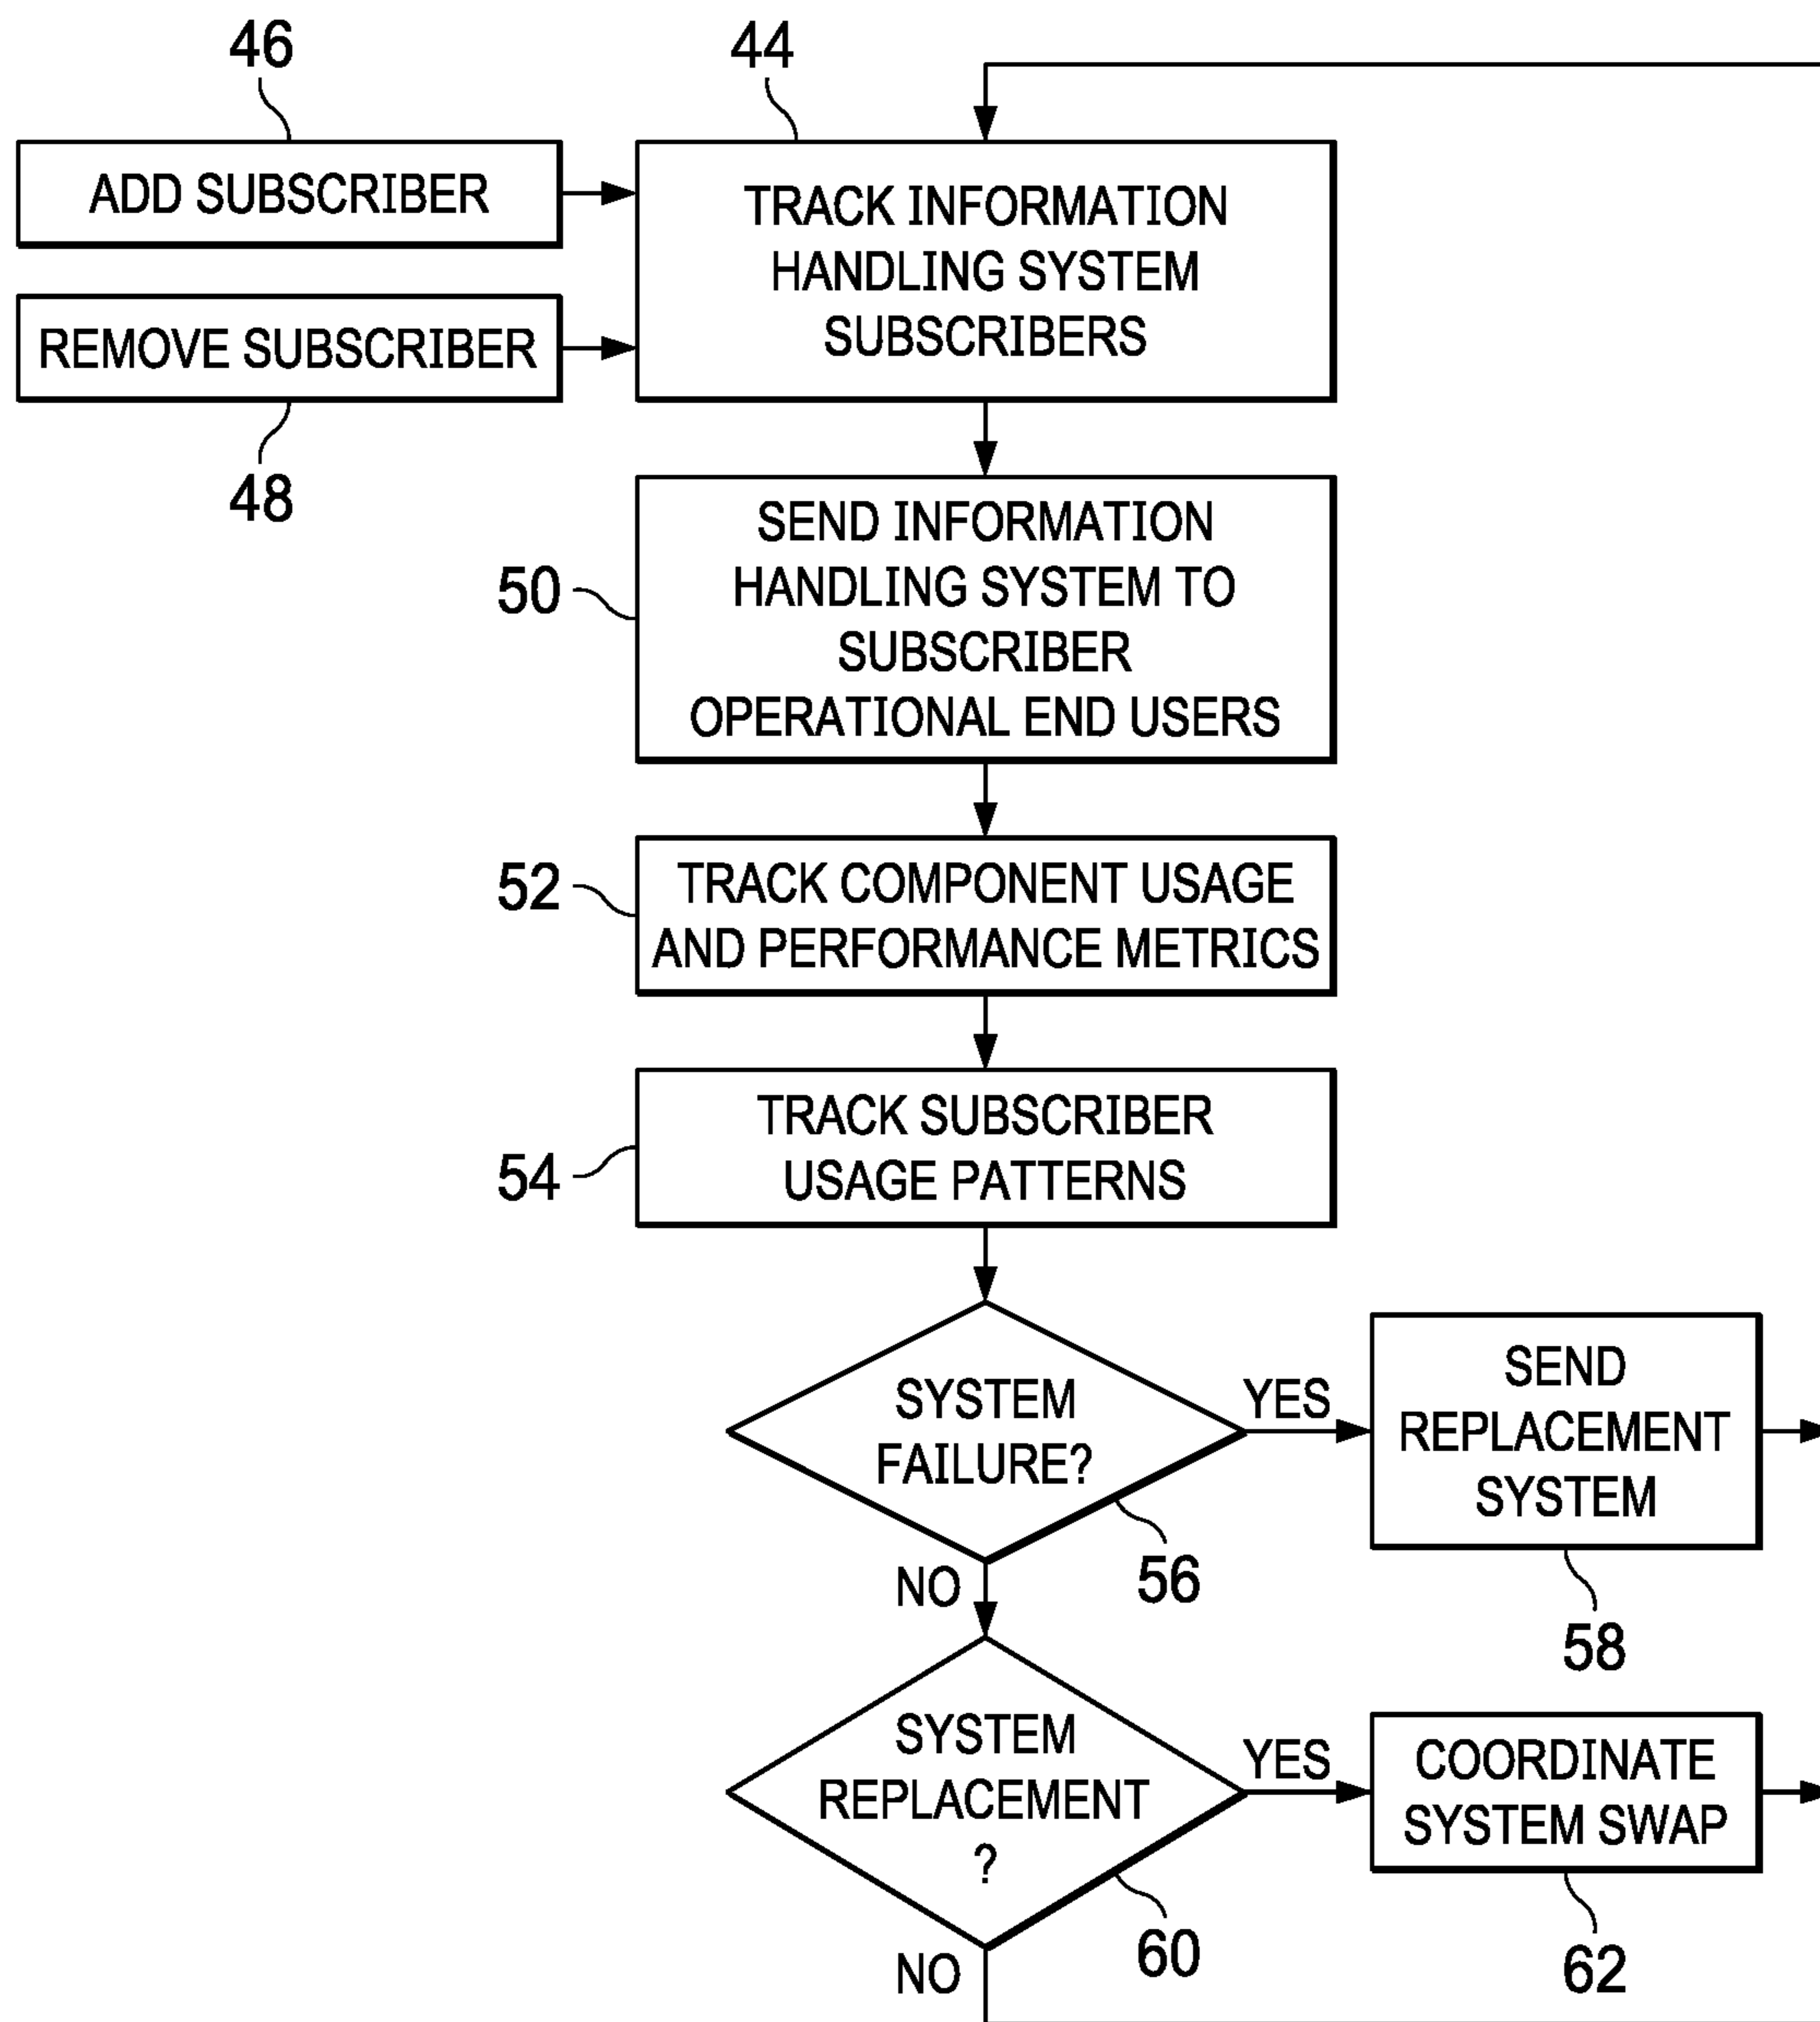 46
44
ADD SUBSCRIBER
REMOVE SUBSCRIBER
48
TRACK INFORMATION
HANDLING SYSTEM
SUBSCRIBERS
50
SEND INFORMATION
HANDLING SYSTEM TO
SUBSCRIBER
OPERATIONAL END USERS
52
TRACK COMPONENT USAGE
AND PERFORMANCE METRICS
54
TRACK SUBSCRIBER
USAGE PATTERNS
SYSTEM
FAILURE?
YES
NO
56
SEND
REPLACEMENT
SYSTEM
58
SYSTEM
REPLACEMENT
?
YES
NO
60
COORDINATE
SYSTEM SWAP
62